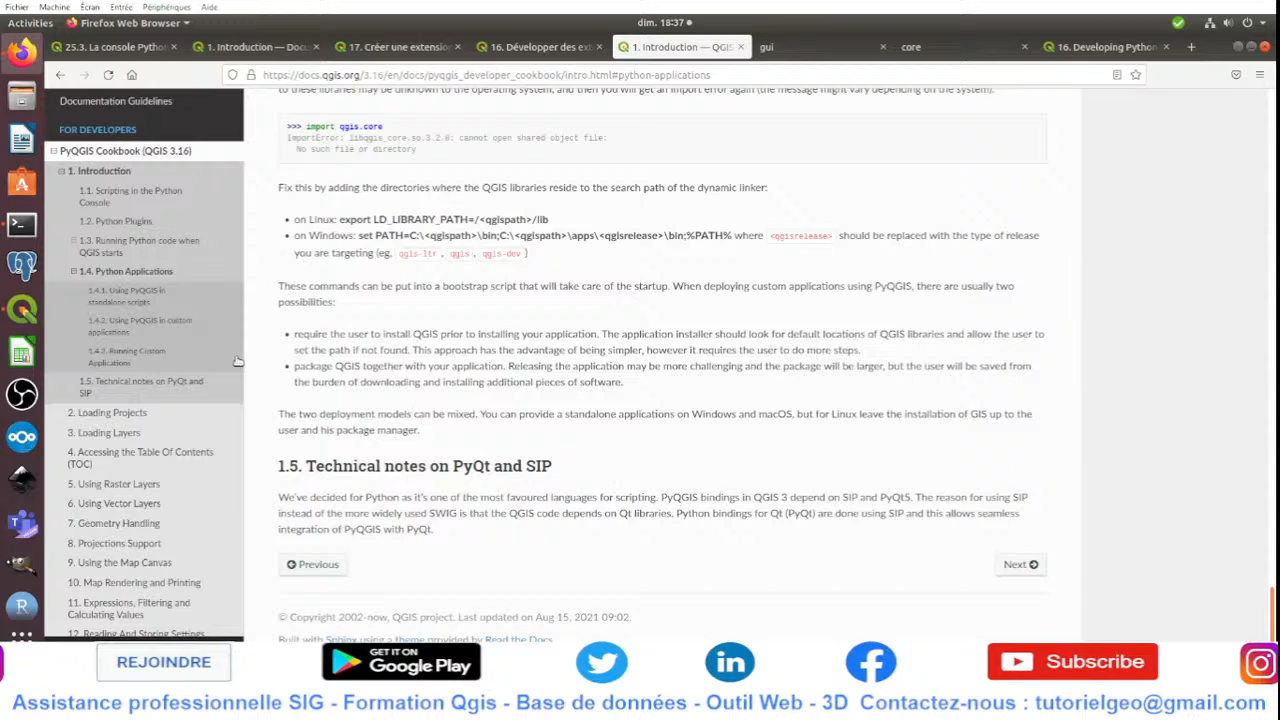 Fichier Machine Écran Entrée Périphériques Aide
Activities Firefox Web Browser dim. 18:37
25.3. La console Pytho 1. Introduction — Doc 17. Créer une extensio 16. Développer des ext 1. Introduction — QGIS gui core 16. Developing Python
https://docs.qgis.org/3.16/en/docs/pyqgis_developer_cookbook/intro.html#python-applications
Documentation Guidelines
FOR DEVELOPERS
PyQGIS Cookbook (QGIS 3.16)
1. Introduction
1.1. Scripting in the Python
Console
1.2. Python Plugins
1.3. Running Python code when
QGIS starts
1.4. Python Applications
1.4.1. Using PyQGIS in
standalone scripts
1.4.2. Using PyQGIS in custom
applications
1.4.3. Running Custom
Applications
1.5. Technical notes on PyQt and
SIP
2. Loading Projects
3. Loading Layers
4. Accessing the Table Of Contents
(TOC)
5. Using Raster Layers
6. Using Vector Layers
7. Geometry Handling
8. Projections Support
9. Using the Map Canvas
10. Map Rendering and Printing
11. Expressions, Filtering and
Calculating Values
12. Reading And Storing Settings
to these libraries may be unknown to the operating system, and then you will get an import error again (the message might vary depending on the system).
>>> import qgis.core
ImportError: libqgis_core.so.3.2.0: cannot open shared object file:
No such file or directory
Fix this by adding the directories where the QGIS libraries reside to the search path of the dynamic linker:
• on Linux: export LD_LIBRARY_PATH=/<qgispath>/lib
• on Windows: set PATH=C:\<qgispath>\bin;C:\<qgispath>\apps\<qgisrelease>\bin;%PATH% where <qgisrelease> should be replaced with the type of release
you are targeting (eg, qgis-ltr, qgis, qgis-dev)
These commands can be put into a bootstrap script that will take care of the startup. When deploying custom applications using PyQGIS, there are usually two
possibilities:
• require the user to install QGIS prior to installing your application. The application installer should look for default locations of QGIS libraries and allow the user to
set the path if not found. This approach has the advantage of being simpler, however it requires the user to do more steps.
• package QGIS together with your application. Releasing the application may be more challenging and the package will be larger, but the user will be saved from
the burden of downloading and installing additional pieces of software.
The two deployment models can be mixed. You can provide a standalone applications on Windows and macOS, but for Linux leave the installation of GIS up to the
user and his package manager.
1.5. Technical notes on PyQt and SIP
We've decided for Python as it's one of the most favoured languages for scripting. PyQGIS bindings in QGIS 3 depend on SIP and PyQt5. The reason for using SIP
instead of the more widely used SWIG is that the QGIS code depends on Qt libraries. Python bindings for Qt (PyQt) are done using SIP and this allows seamless
integration of PyQGIS with PyQt.
Previous Next
© Copyright 2002-now, QGIS project. Last updated on Aug 15, 2021 09:02.
Built with Sphinx using a theme provided by Read the Docs.
REJOINDRE GET IT ON Google Play Subscribe
Assistance professionnelle SIG - Formation Qgis - Base de données - Outil Web - 3D Contactez-nous : tutorielgeo@gmail.com